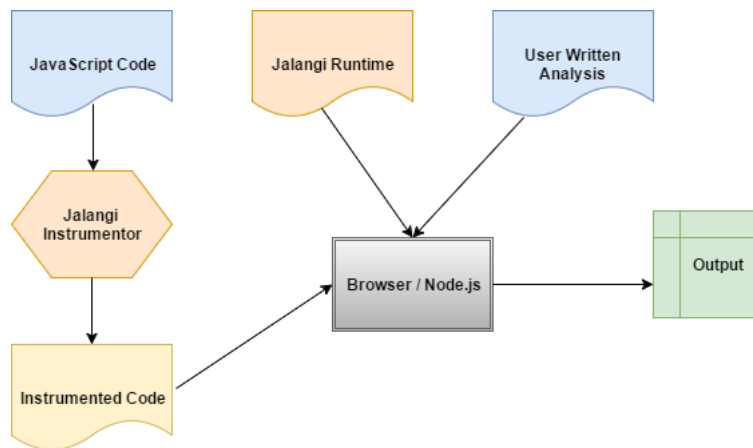 JavaScript Code
Jalangi Runtime
User Written
Analysis
Jalangi
Instrumentor
Browser / Node.js
Output
Instrumented Code